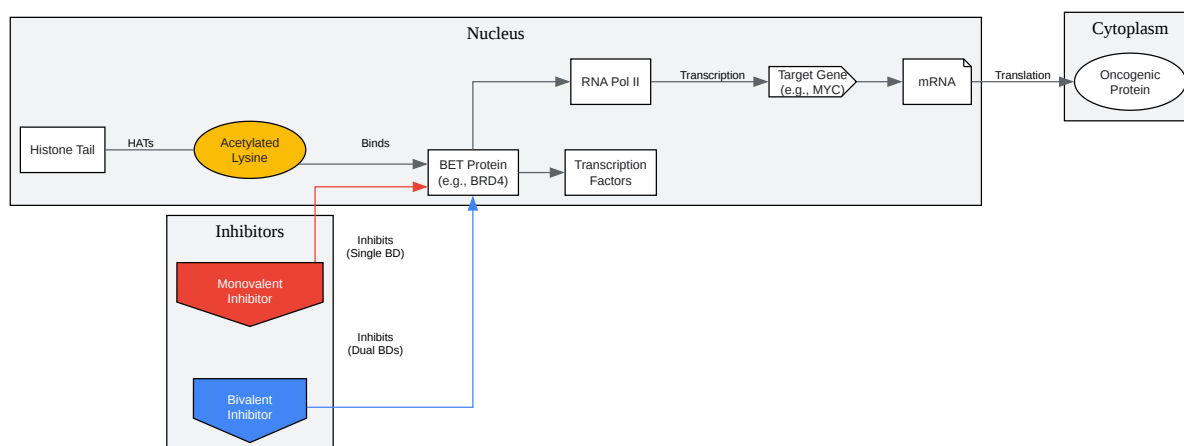 Nucleus
Cytoplasm
RNA Pol II
Transcription
Target Gene
(e.g., MYC)
mRNA
Translation
Oncogenic
Protein
Histone Tail
HATs
Acetylated
Lysine
Binds
BET Protein
(e.g., BRD4)
Transcription
Factors
Inhibitors
Inhibits
(Single BD)
Monovalent
Inhibitor
Inhibits
(Dual BDs)
Bivalent
Inhibitor